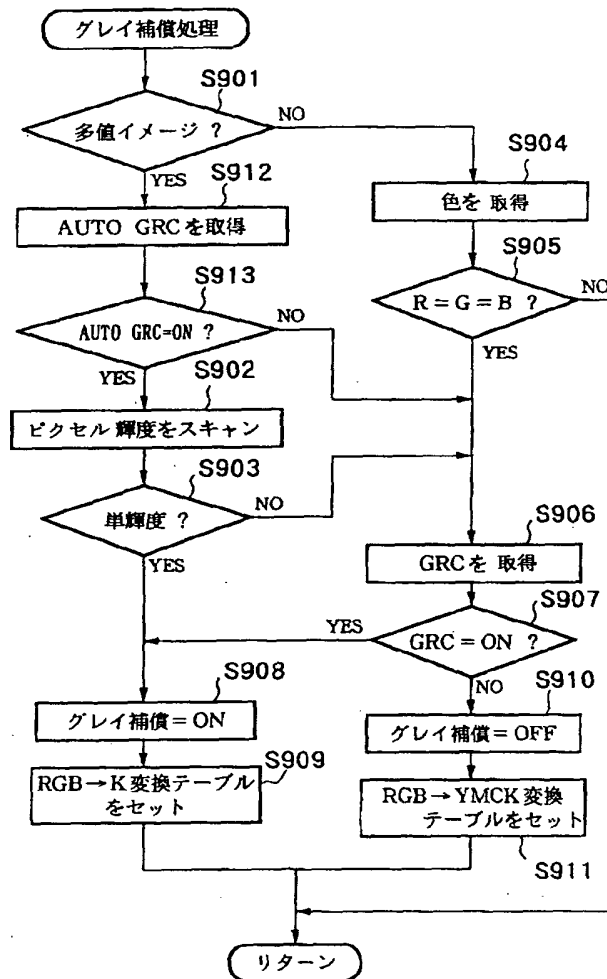 グレイ補償処理
S901
多値イメージ ?
NO
YES
S912
AUTO GRCを取得
S913
AUTO GRC=ON ?
NO
YES
S902
ピクセル輝度をスキャン
S903
単輝度 ?
NO
YES
S904
色を取得
S905
R=G=B ?
NO
YES
S906
GRCを取得
S907
GRC=ON ?
YES
NO
S908
グレイ補償=ON
S909
RGB→K変換テーブル
をセット
S910
グレイ補償=OFF
RGB→YMCK変換
テーブルをセット
S911
リターン